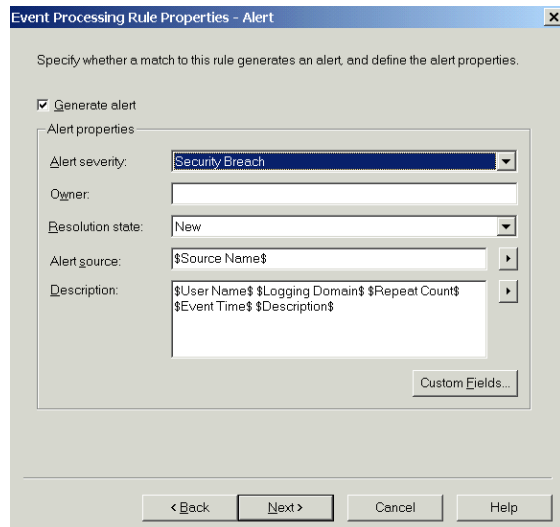 Event Processing Rule Properties - Alert
Specify whether a match to this rule generates an alert, and define the alert properties.
Generate alert
Alert properties
Alert severity: Security Breach
Owner:
Resolution state: New
Alert source: $Source Name$
Description: $User Name$ $Logging Domain$ $Repeat Count$
$Event Time$ $Description$
Custom Fields...
< Back Next > Cancel Help